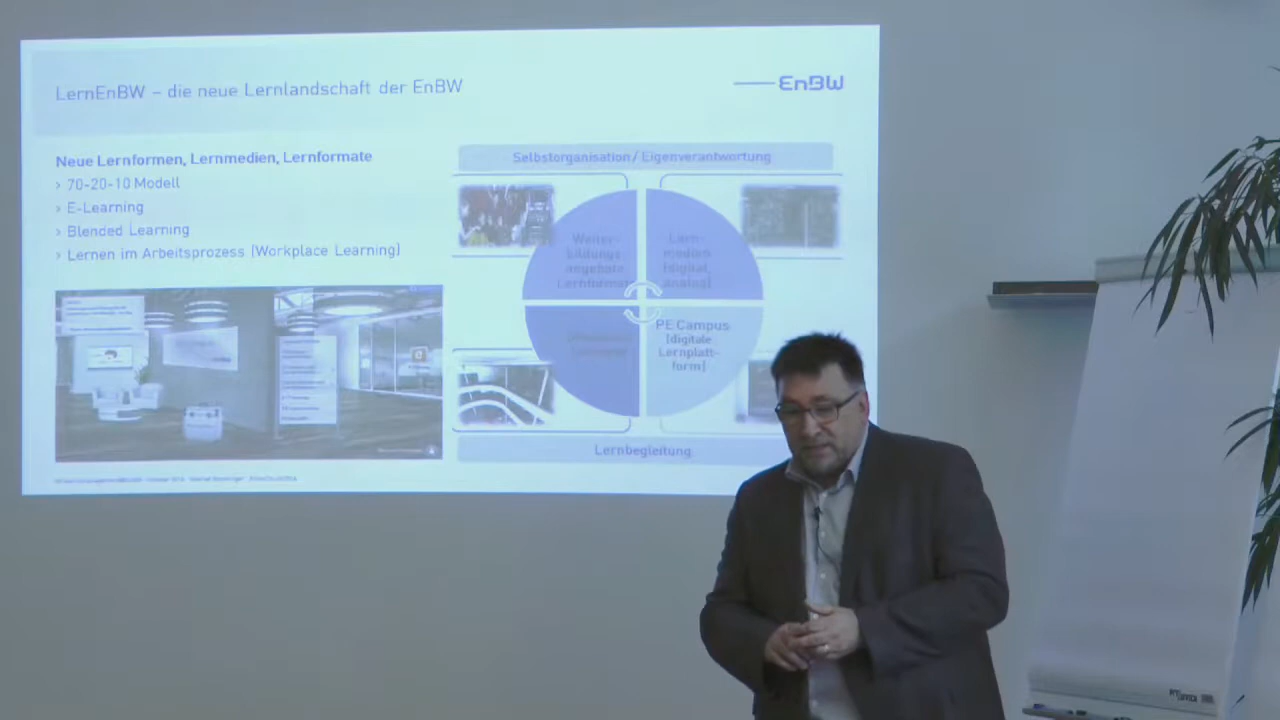 LernEnBW – die neue Lernlandschaft der EnBW
EnBW
Neue Lernformen, Lernmedien, Lernformate
› 70-20-10 Modell
› E-Learning
› Blended Learning
› Lernen im Arbeitsprozess (Workplace Learning)
Selbstorganisation / Eigenverantwortung
Weiter-
bildungs
angebote
Lernformate
Lern-
medien
(digital,
analog)
PE Campus
(digitale
Lernplatt-
form)
Lernbegleitung